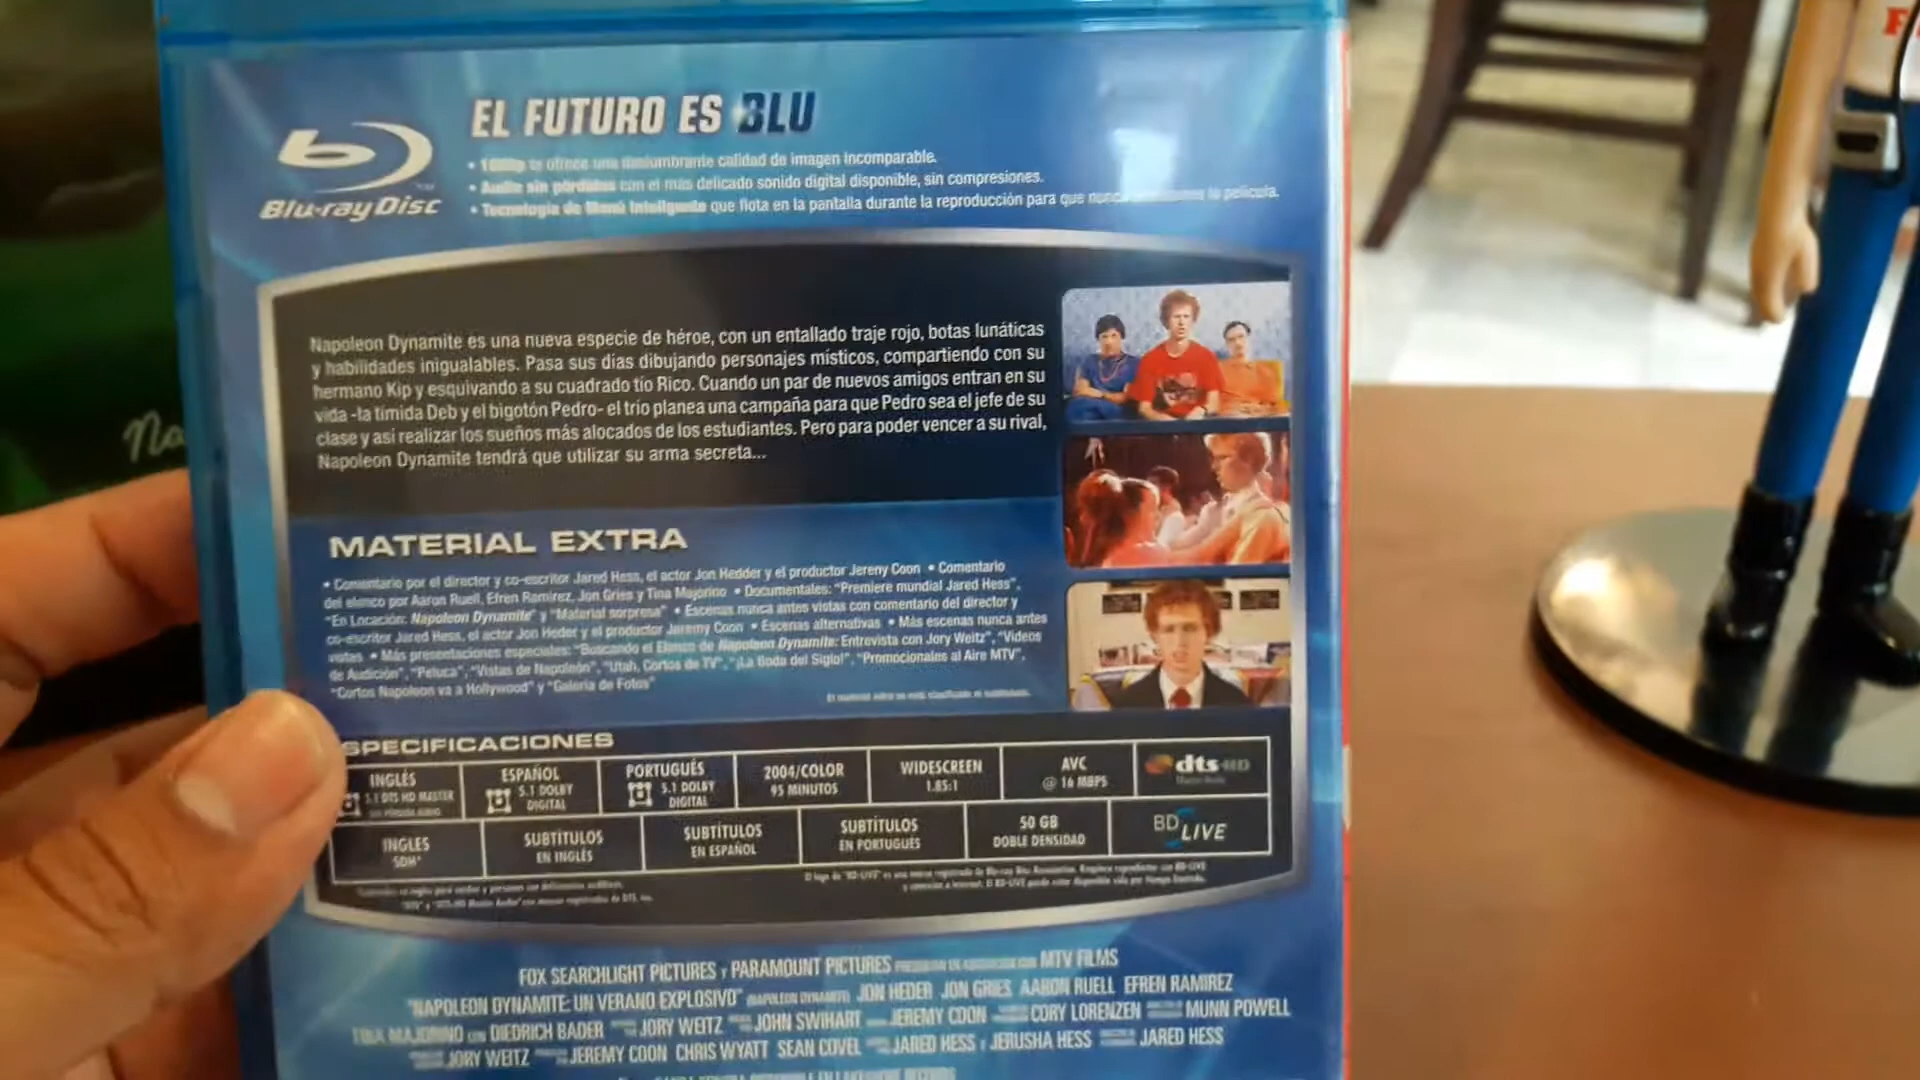 EL FUTURO ES BLU
Blu-ray Disc
• 1080p te ofrece una deslumbrante calidad de imagen incomparable.
• Audio sin pérdidas con el más delicado sonido digital disponible, sin compresiones.
• Tecnología de Menú Inteligente que flota en la pantalla durante la reproducción para que la película.
Napoleon Dynamite es una nueva especie de héroe, con un entallado traje rojo, botas lunáticas
y habilidades inigualables. Pasa sus días dibujando personajes místicos, compartiendo con su
hermano Kip y esquivando a su cuadrado tío Rico. Cuando un par de nuevos amigos entran en su
vida -la tímida Deb y el bigotón Pedro- el trío planea una campaña para que Pedro sea el jefe de su
clase y así realizar los sueños más alocados de los estudiantes. Pero para poder vencer a su rival,
Napoleon Dynamite tendrá que utilizar su arma secreta...
MATERIAL EXTRA
• Comentario por el director y co-escritor Jared Hess, el actor Jon Hedder y el productor Jereny Coon • Comentario
del elenco por Aaron Ruell, Efren Ramirez, Jon Gries y Tina Majorino • Documentales: "Premiere mundial Jared Hess",
"En Locación: Napoleon Dynamite" y "Material sorpresa" • Escenas nunca antes vistas con comentario del director y
co-escritor Jared Hess, el actor Jon Heder y el productor Jeremy Coon • Escenas alternativas • Más escenas nunca antes
vistas • Más presentaciones especiales: "Buscando el Elenco de Napoleon Dynamite: Entrevista con Jory Weitz", "Videos
de Audición", "Peluca", "Vistas de Napoleón", "Utah, Cortos de TV", "¡La Boda del Siglo!", "Promocionales al Aire MTV",
"Cortos Napoleon va a Hollywood" y "Galería de Fotos"
SPECIFICACIONES
INGLÉS
5.1 DTS HD MASTER
ESPAÑOL
5.1 DOLBY
DIGITAL
PORTUGUÉS
5.1 DOLBY
DIGITAL
2004/COLOR
95 MINUTOS
WIDESCREEN
1.85:1
AVC
@ 16 MBPS
dts-HD
Master Audio
INGLES
SDH*
SUBTÍTULOS
EN INGLÉS
SUBTÍTULOS
EN ESPAÑOL
SUBTÍTULOS
EN PORTUGUÉS
50 GB
DOBLE DENSIDAD
BD LIVE
FOX SEARCHLIGHT PICTURES Y PARAMOUNT PICTURES MTV FILMS
"NAPOLEON DYNAMITE: UN VERANO EXPLOSIVO" (NAPOLEON DYNAMITE) JON HEDER JON GRIES AARON RUELL EFREN RAMIREZ
TINA MAJORINO CON DIEDRICH BADER JORY WEITZ JOHN SWIHART JEREMY COON CORY LORENZEN MUNN POWELL
JORY WEITZ JEREMY COON CHRIS WYATT SEAN COVEL JARED HESS Y JERUSHA HESS JARED HESS